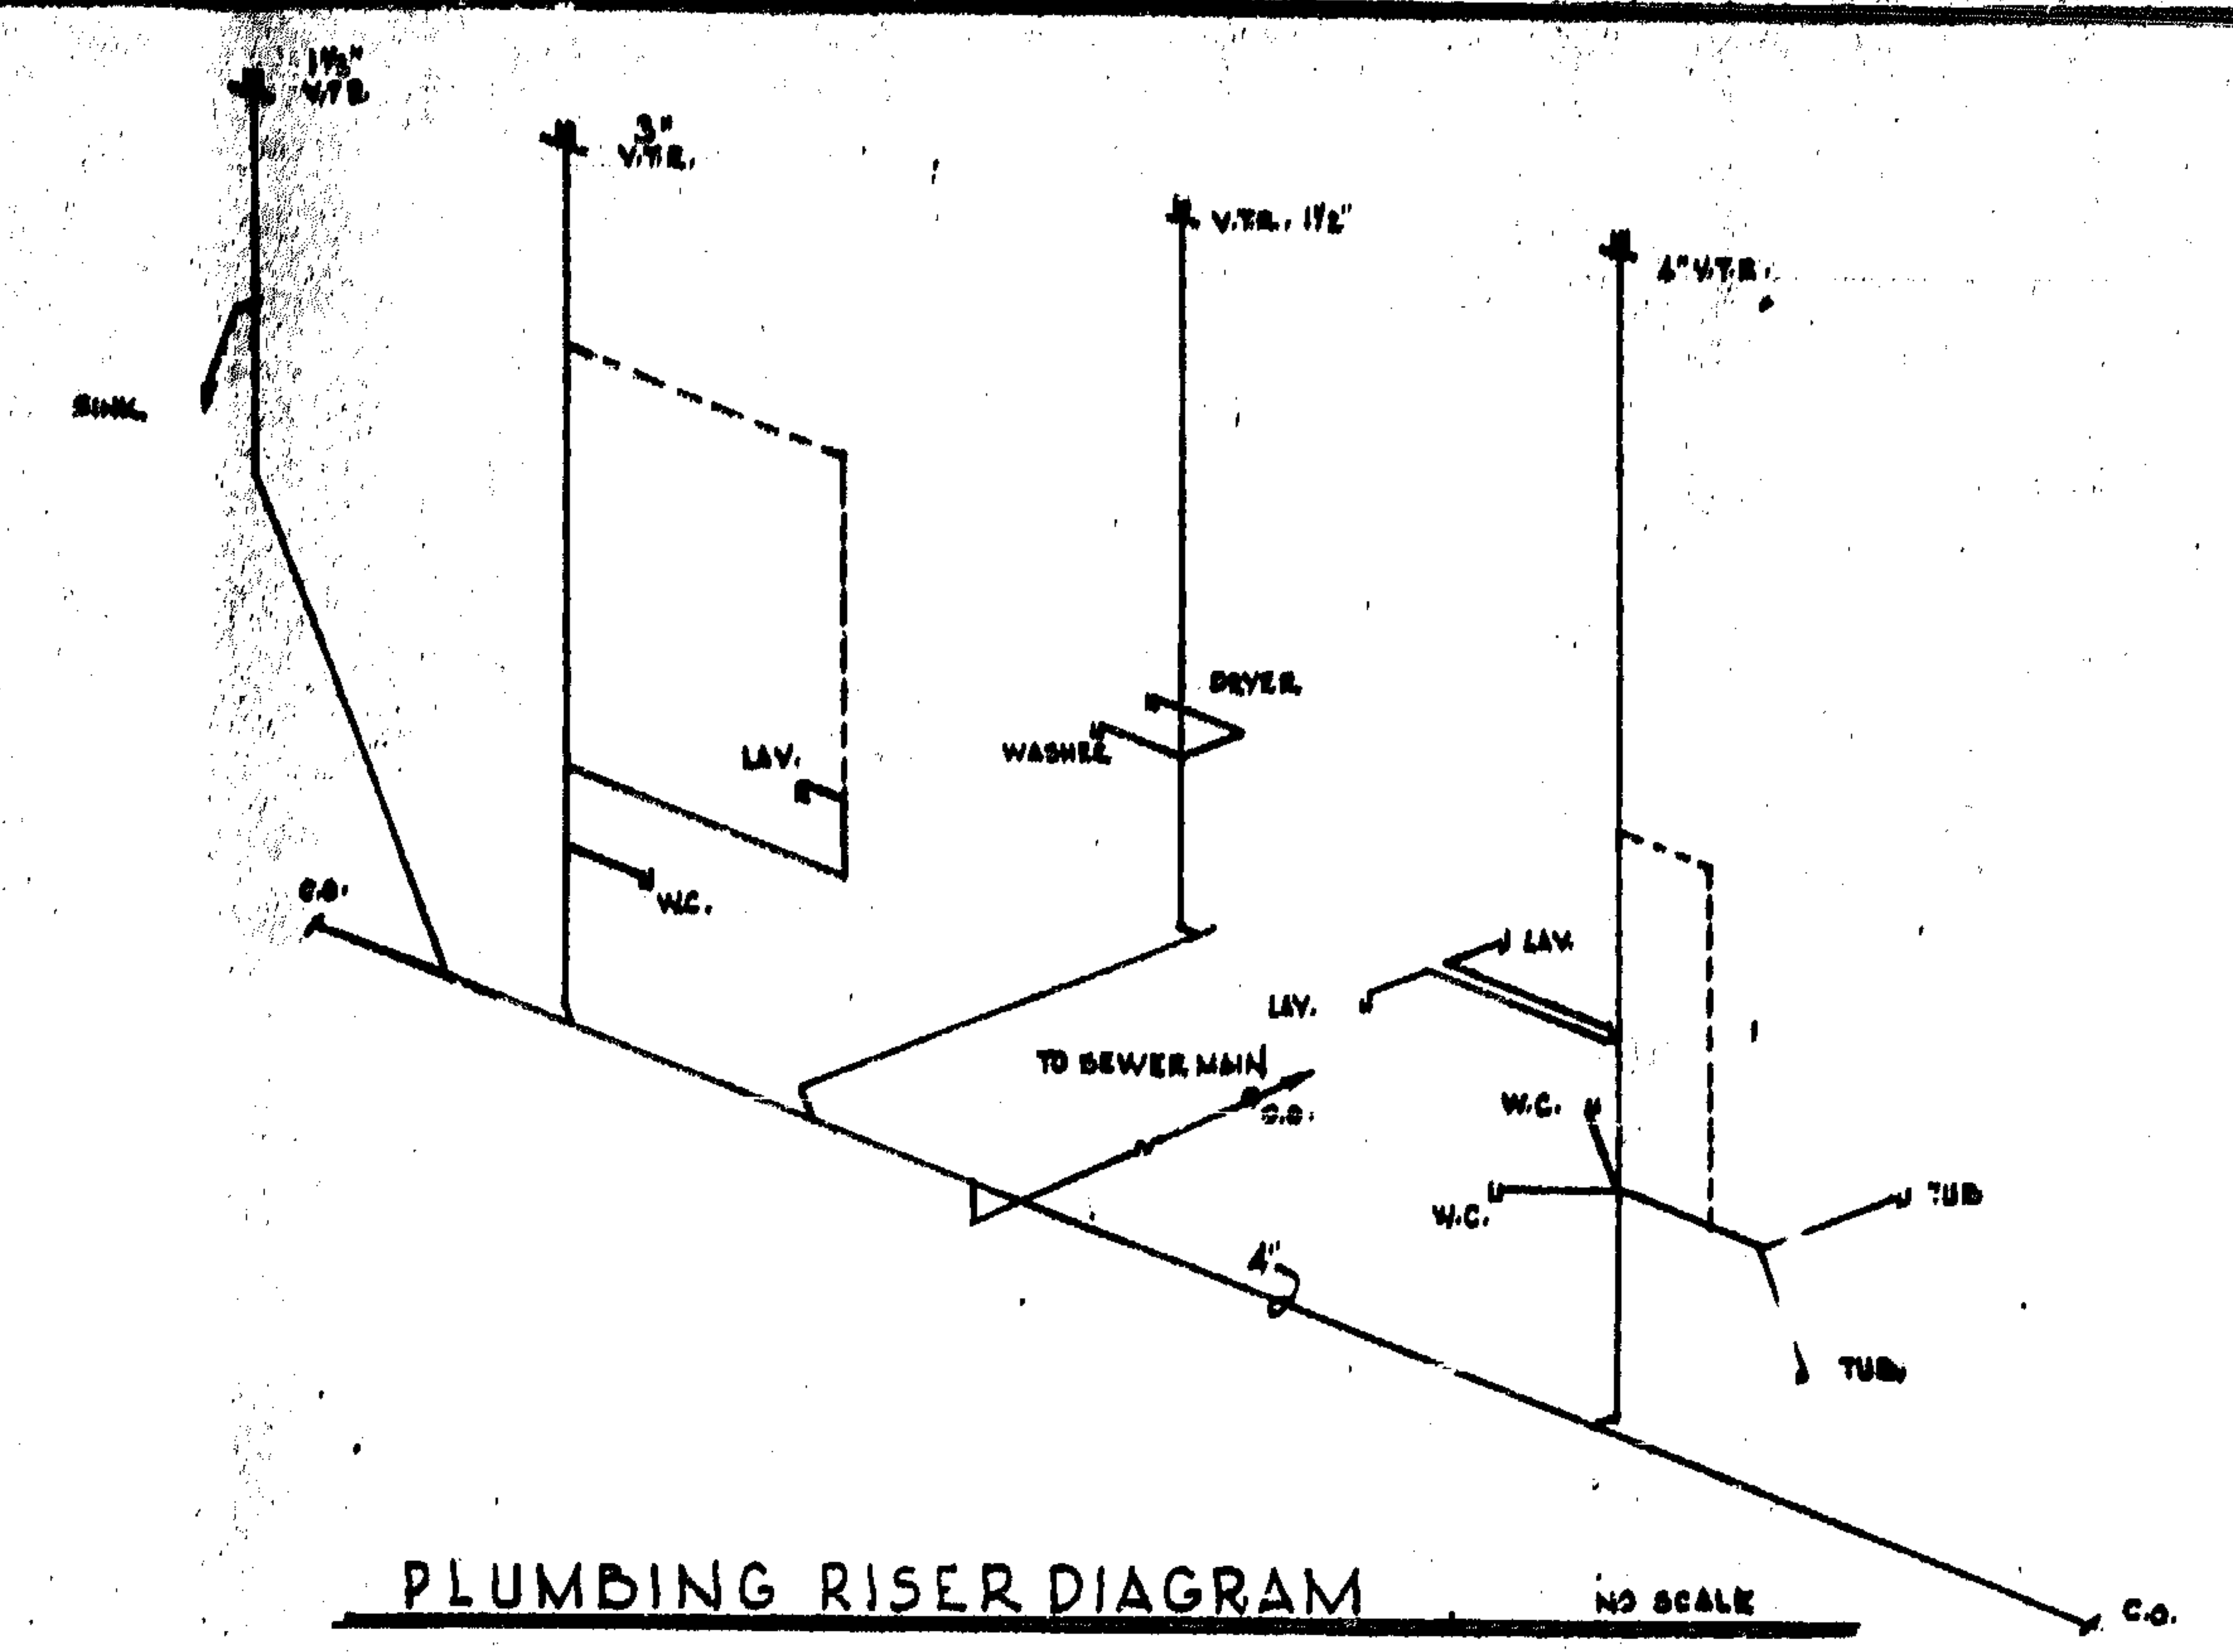 1½"
V.T.R.
3"
V.T.R.
V.T.R. 1½"
4" V.T.R.
SINK
DRYER
WASHER
LAV.
C.O.
W.C.
LAV.
LAV.
TO SEWER MAIN
C.O.
W.C.
W.C.
TUB
4"
TUB
PLUMBING RISER DIAGRAM
NO SCALE
C.O.